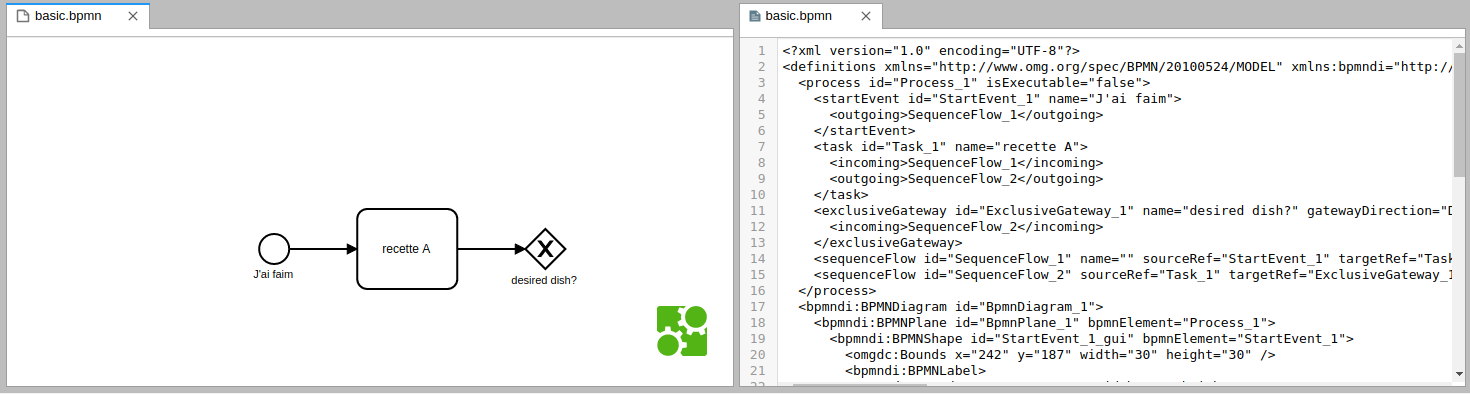 basic.bpmn
J'ai faim
recette A
desired dish?
basic.bpmn
1 <?xml version="1.0" encoding="UTF-8"?>
2 <definitions xmlns="http://www.omg.org/spec/BPMN/20100524/MODEL" xmlns:bpmndi="http:/
3 <process id="Process_1" isExecutable="false">
4 <startEvent id="StartEvent_1" name="J'ai faim">
5 <outgoing>SequenceFlow_1</outgoing>
6 </startEvent>
7 <task id="Task_1" name="recette A">
8 <incoming>SequenceFlow_1</incoming>
9 <outgoing>SequenceFlow_2</outgoing>
10 </task>
11 <exclusiveGateway id="ExclusiveGateway_1" name="desired dish?" gatewayDirection="D
12 <incoming>SequenceFlow_2</incoming>
13 </exclusiveGateway>
14 <sequenceFlow id="SequenceFlow_1" name="" sourceRef="StartEvent_1" targetRef="Task
15 <sequenceFlow id="SequenceFlow_2" sourceRef="Task_1" targetRef="ExclusiveGateway_1
16 </process>
17 <bpmndi:BPMNDiagram id="BpmnDiagram_1">
18 <bpmndi:BPMNPlane id="BpmnPlane_1" bpmnElement="Process_1">
19 <bpmndi:BPMNShape id="StartEvent_1_gui" bpmnElement="StartEvent_1">
20 <omgdc:Bounds x="242" y="187" width="30" height="30" />
21 <bpmndi:BPMNLabel>